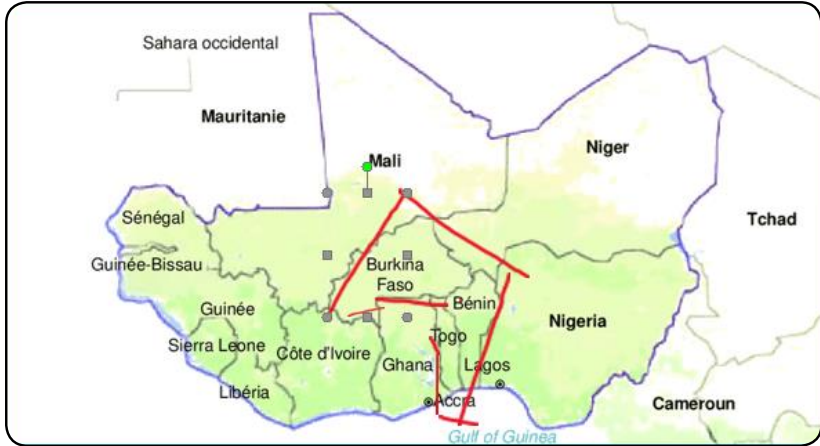 Sahara occidental
Mauritanie
Mali
Niger
Tchad
Sénégal
Guinée-Bissau
Burkina
Faso
Bénin
Guinée
Nigeria
Sierra Leone
Côte d'Ivoire
Togo
Ghana
Lagos
Libéria
Accra
Cameroun
Gulf of Guinea